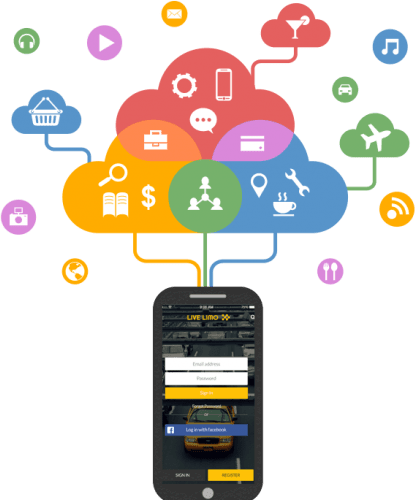 LIVE LIMO
Email address
Password
Sign In
Forgot Password
Log in with Facebook
SIGN IN
REGISTER